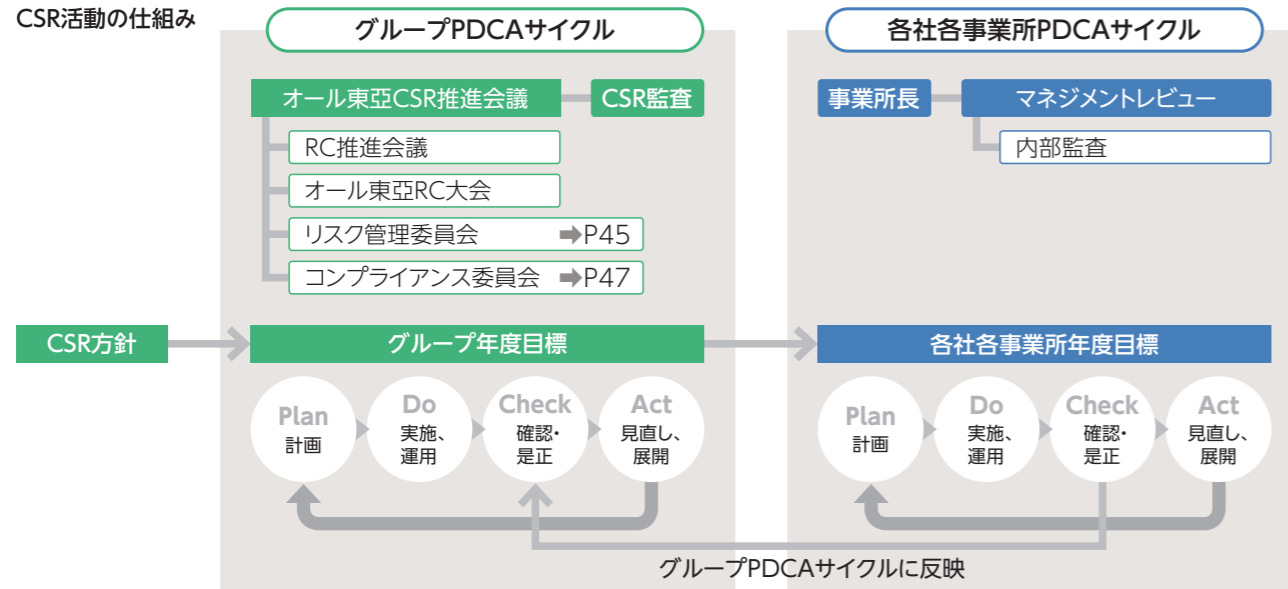 CSR活動の仕組み
グループPDCAサイクル
オール東亞CSR推進会議
CSR監査
RC推進会議
オール東亞RC大会
リスク管理委員会 ➡P45
コンプライアンス委員会 ➡P47
CSR方針
グループ年度目標
Plan
計画
Do
実施、
運用
Check
確認・
是正
Act
見直し、
展開
各社各事業所PDCAサイクル
事業所長
マネジメントレビュー
内部監査
各社各事業所年度目標
Plan
計画
Do
実施、
運用
Check
確認・
是正
Act
見直し、
展開
グループPDCAサイクルに反映